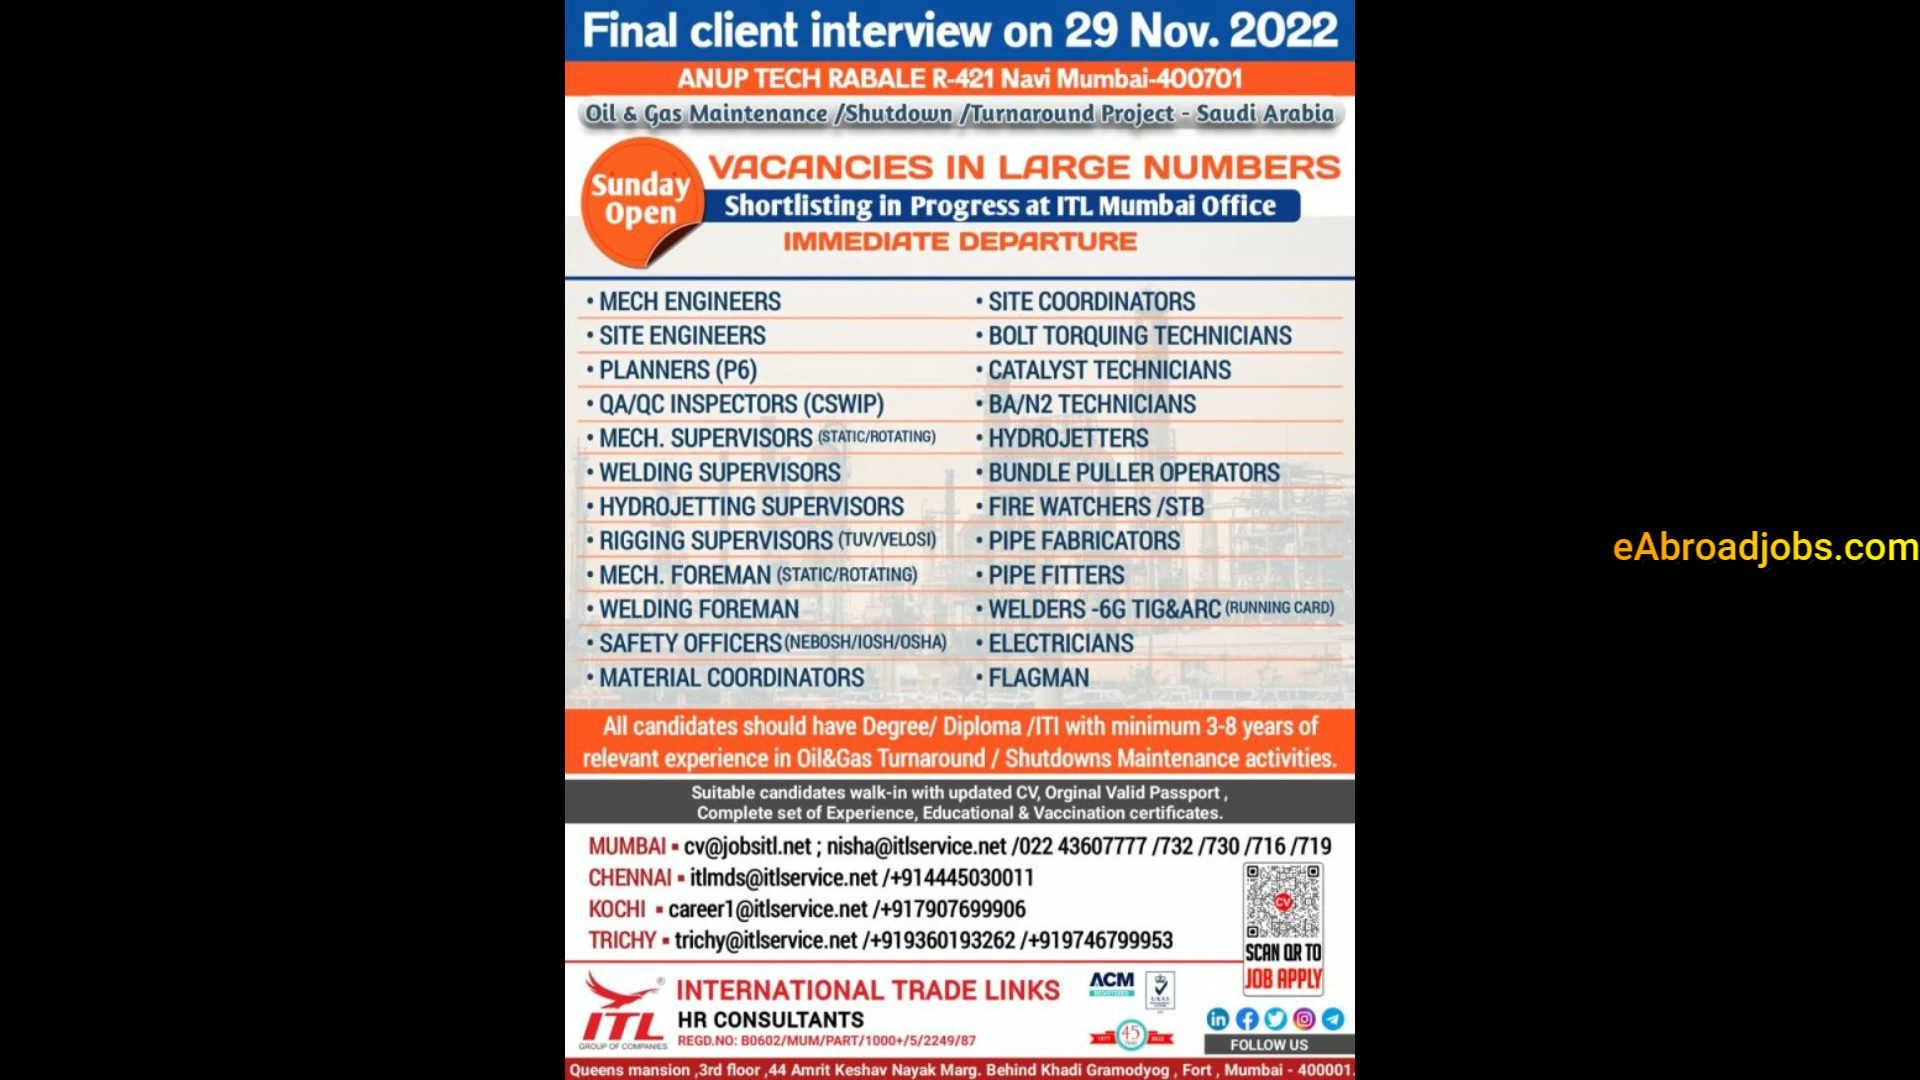 Final client interview on 29 Nov. 2022
ANUP TECH RABALE R-421 Navi Mumbai-400701
Oil & Gas Maintenance /Shutdown /Turnaround Project - Saudi Arabia
Sunday
Open
VACANCIES IN LARGE NUMBERS
Shortlisting in Progress at ITL Mumbai Office
IMMEDIATE DEPARTURE
• MECH ENGINEERS
• SITE ENGINEERS
• PLANNERS (P6)
• QA/QC INSPECTORS (CSWIP)
• MECH. SUPERVISORS (STATIC/ROTATING)
• WELDING SUPERVISORS
• HYDROJETTING SUPERVISORS
• RIGGING SUPERVISORS (TUV/VELOSI)
• MECH. FOREMAN (STATIC/ROTATING)
• WELDING FOREMAN
• SAFETY OFFICERS (NEBOSH/IOSH/OSHA)
• MATERIAL COORDINATORS
• SITE COORDINATORS
• BOLT TORQUING TECHNICIANS
• CATALYST TECHNICIANS
• BA/N2 TECHNICIANS
• HYDROJETTERS
• BUNDLE PULLER OPERATORS
• FIRE WATCHERS /STB
• PIPE FABRICATORS
• PIPE FITTERS
• WELDERS -6G TIG&ARC (RUNNING CARD)
• ELECTRICIANS
• FLAGMAN
eAbroadjobs.com
All candidates should have Degree/ Diploma /ITI with minimum 3-8 years of
relevant experience in Oil&Gas Turnaround / Shutdowns Maintenance activities.
Suitable candidates walk-in with updated CV, Orginal Valid Passport ,
Complete set of Experience, Educational & Vaccination certificates.
MUMBAI ▪ cv@jobsitl.net ; nisha@itlservice.net /022 43607777 /732 /730 /716 /719
CHENNAI ▪ itlmds@itlservice.net /+914445030011
KOCHI ▪ career1@itlservice.net /+917907699906
TRICHY ▪ trichy@itlservice.net /+919360193262 /+919746799953
CV
SCAN QR TO
JOB APPLY
ITL
GROUP OF COMPANIES
INTERNATIONAL TRADE LINKS
HR CONSULTANTS
REGD.NO: B0602/MUM/PART/1000+/5/2249/87
ACM
REGISTERED
UKAS
1977 45 2022
FOLLOW US
Queens mansion ,3rd floor ,44 Amrit Keshav Nayak Marg. Behind Khadi Gramodyog , Fort , Mumbai - 400001.